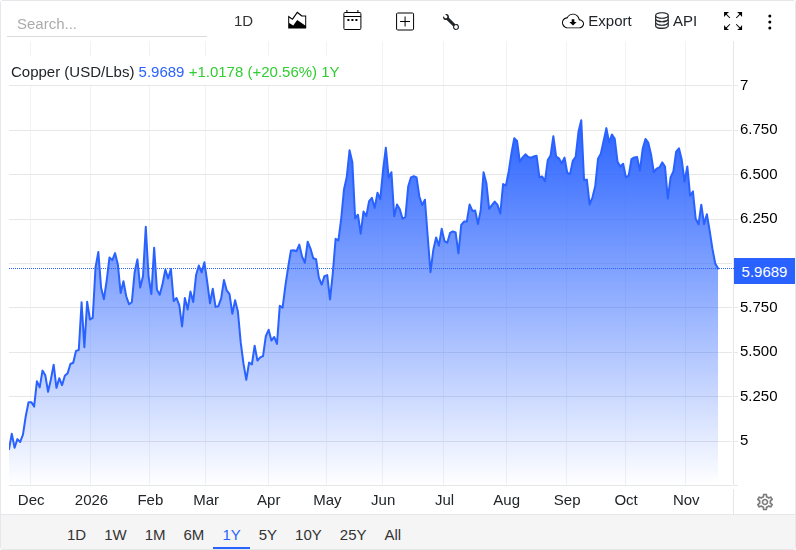 Search... 1D Export API
Copper (USD/Lbs) 5.9689 +1.0178 (+20.56%) 1Y
7
6.750
6.500
6.250
5.9689
5.750
5.500
5.250
5
Dec 2026 Feb Mar Apr May Jun Jul Aug Sep Oct Nov
1D 1W 1M 6M 1Y 5Y 10Y 25Y All